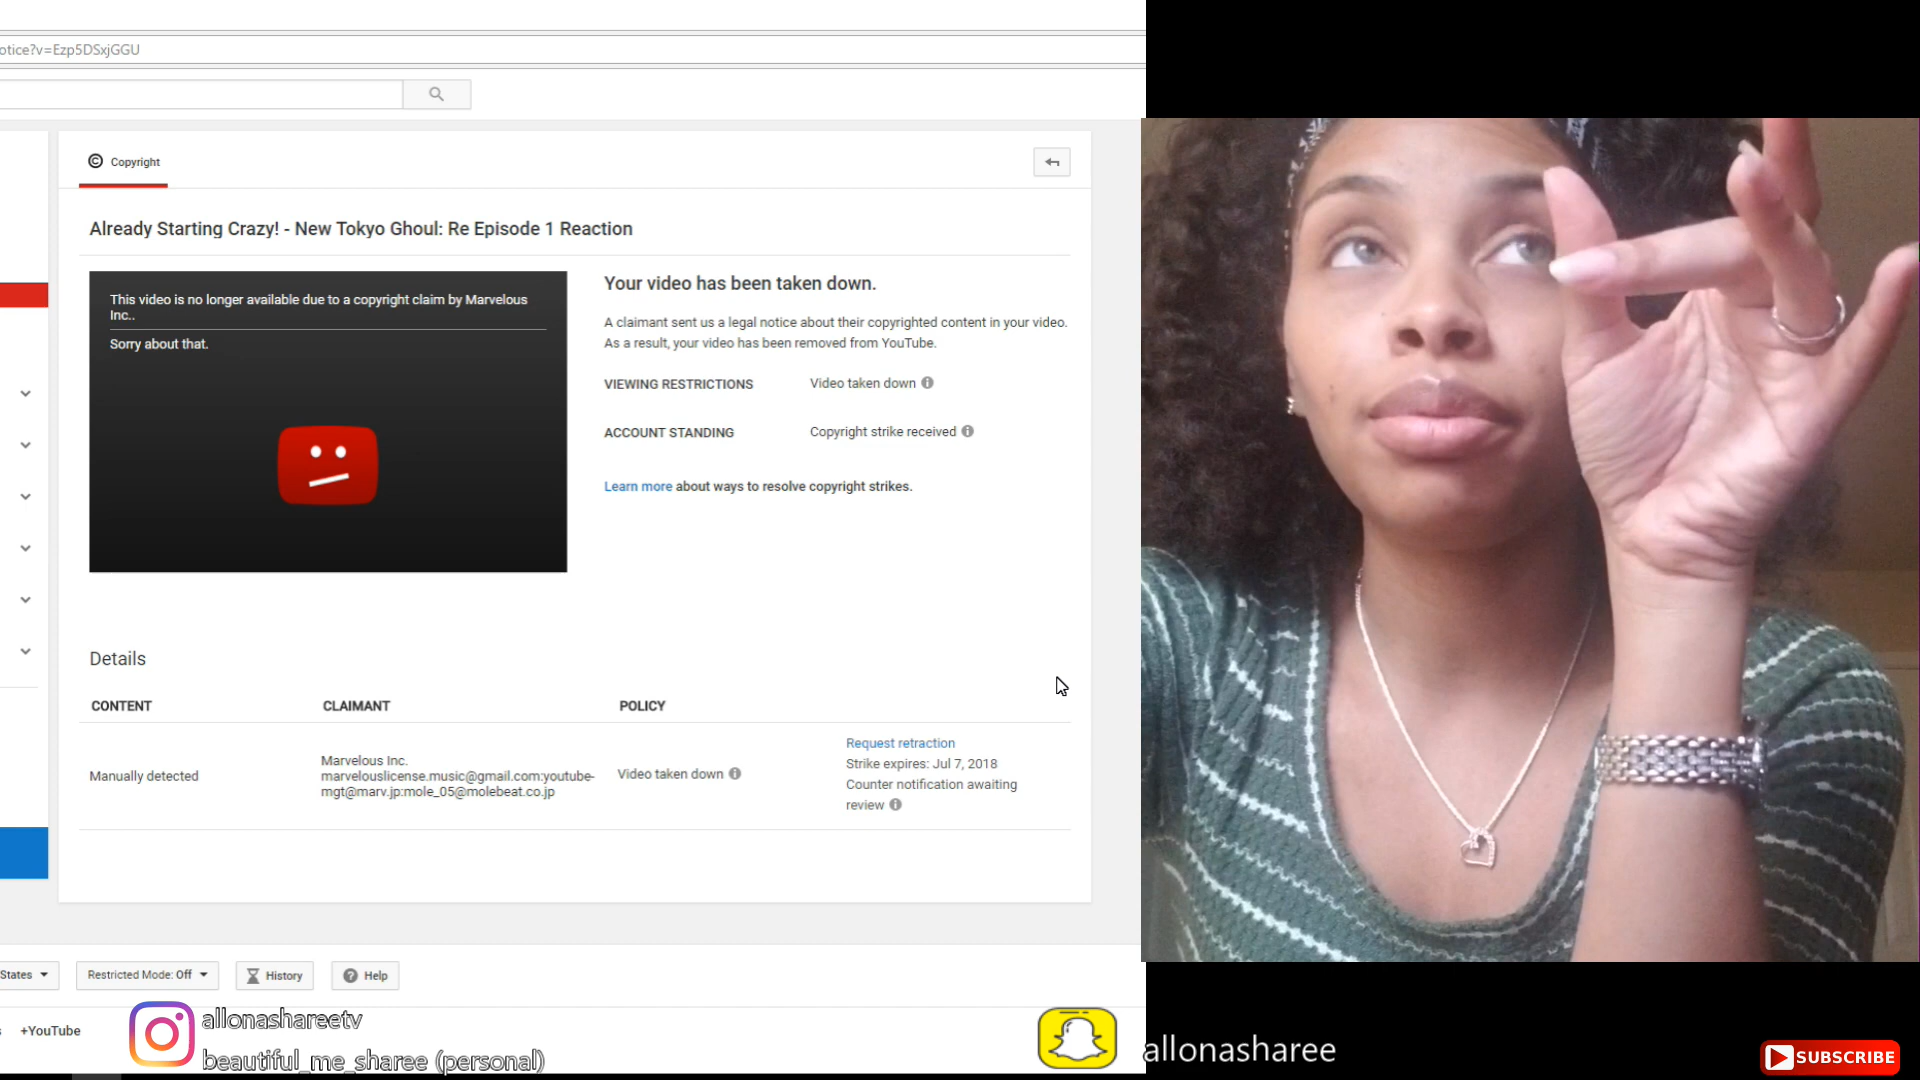 otice?v=Ezp5DSxjGGU
Copyright
Already Starting Crazy! - New Tokyo Ghoul: Re Episode 1 Reaction
This video is no longer available due to a copyright claim by Marvelous
Inc..
Sorry about that.
Your video has been taken down.
A claimant sent us a legal notice about their copyrighted content in your video.
As a result, your video has been removed from YouTube.
VIEWING RESTRICTIONS Video taken down
ACCOUNT STANDING Copyright strike received
Learn more about ways to resolve copyright strikes.
Details
CONTENT CLAIMANT POLICY
Manually detected
Marvelous Inc.
marvelouslicense.music@gmail.com:youtube-
mgt@marv.jp:mole_05@molebeat.co.jp
Video taken down
Request retraction
Strike expires: Jul 7, 2018
Counter notification awaiting
review
States Restricted Mode: Off History Help
s +YouTube
allonashareetv
beautiful_me_sharee (personal)
allonasharee
SUBSCRIBE